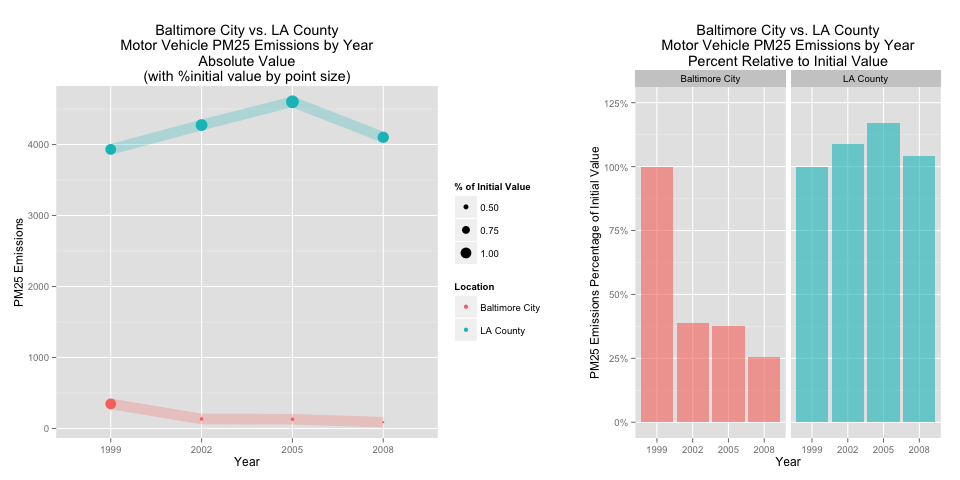 Baltimore City vs. LA County
Motor Vehicle PM25 Emissions by Year
Absolute Value
(with %initial value by point size)
PM25 Emissions
4000
3000
2000
1000
0
1999
2002
2005
2008
Year
% of Initial Value
0.50
0.75
1.00
Location
Baltimore City
LA County
Baltimore City vs. LA County
Motor Vehicle PM25 Emissions by Year
Percent Relative to Initial Value
Baltimore City
LA County
PM25 Emissions Percentage of Initial Value
125%
100%
75%
50%
25%
0%
1999
2002
2005
2008
1999
2002
2005
2008
Year